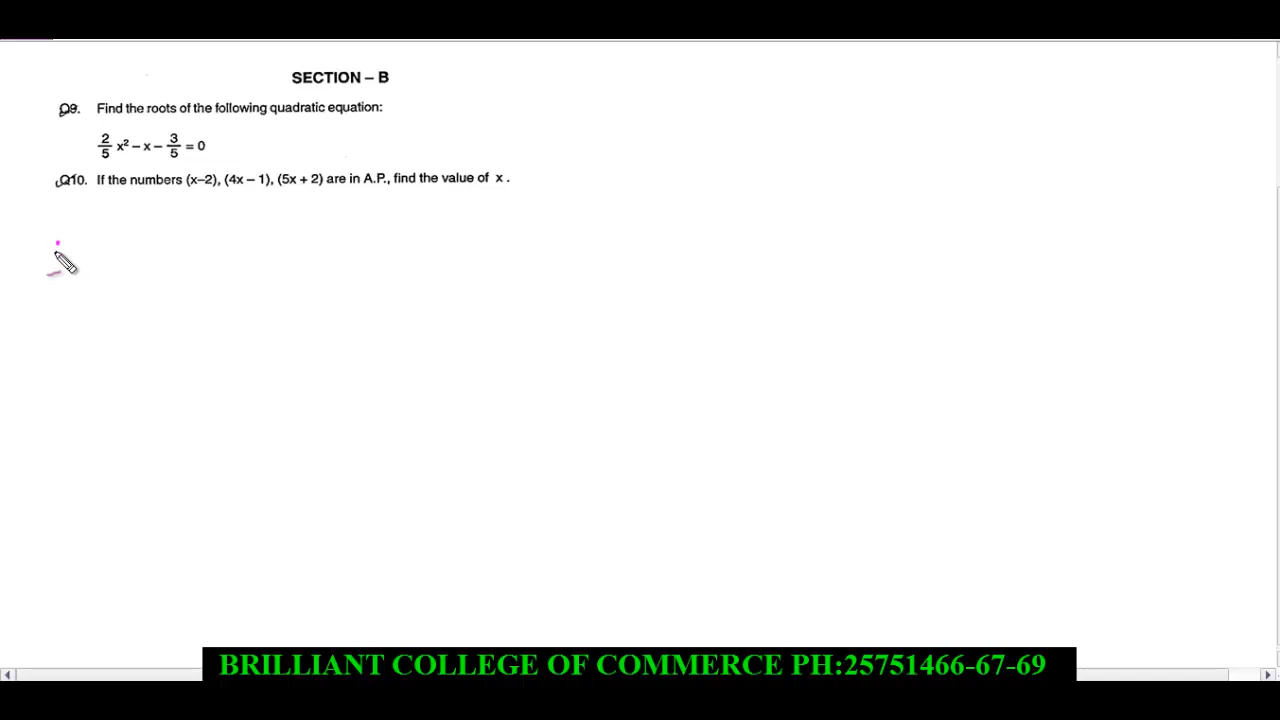 SECTION – B
Q9. Find the roots of the following quadratic equation:
2/5 x² – x – 3/5 = 0
Q10. If the numbers (x–2), (4x – 1), (5x + 2) are in A.P., find the value of x .
BRILLIANT COLLEGE OF COMMERCE PH:25751466-67-69